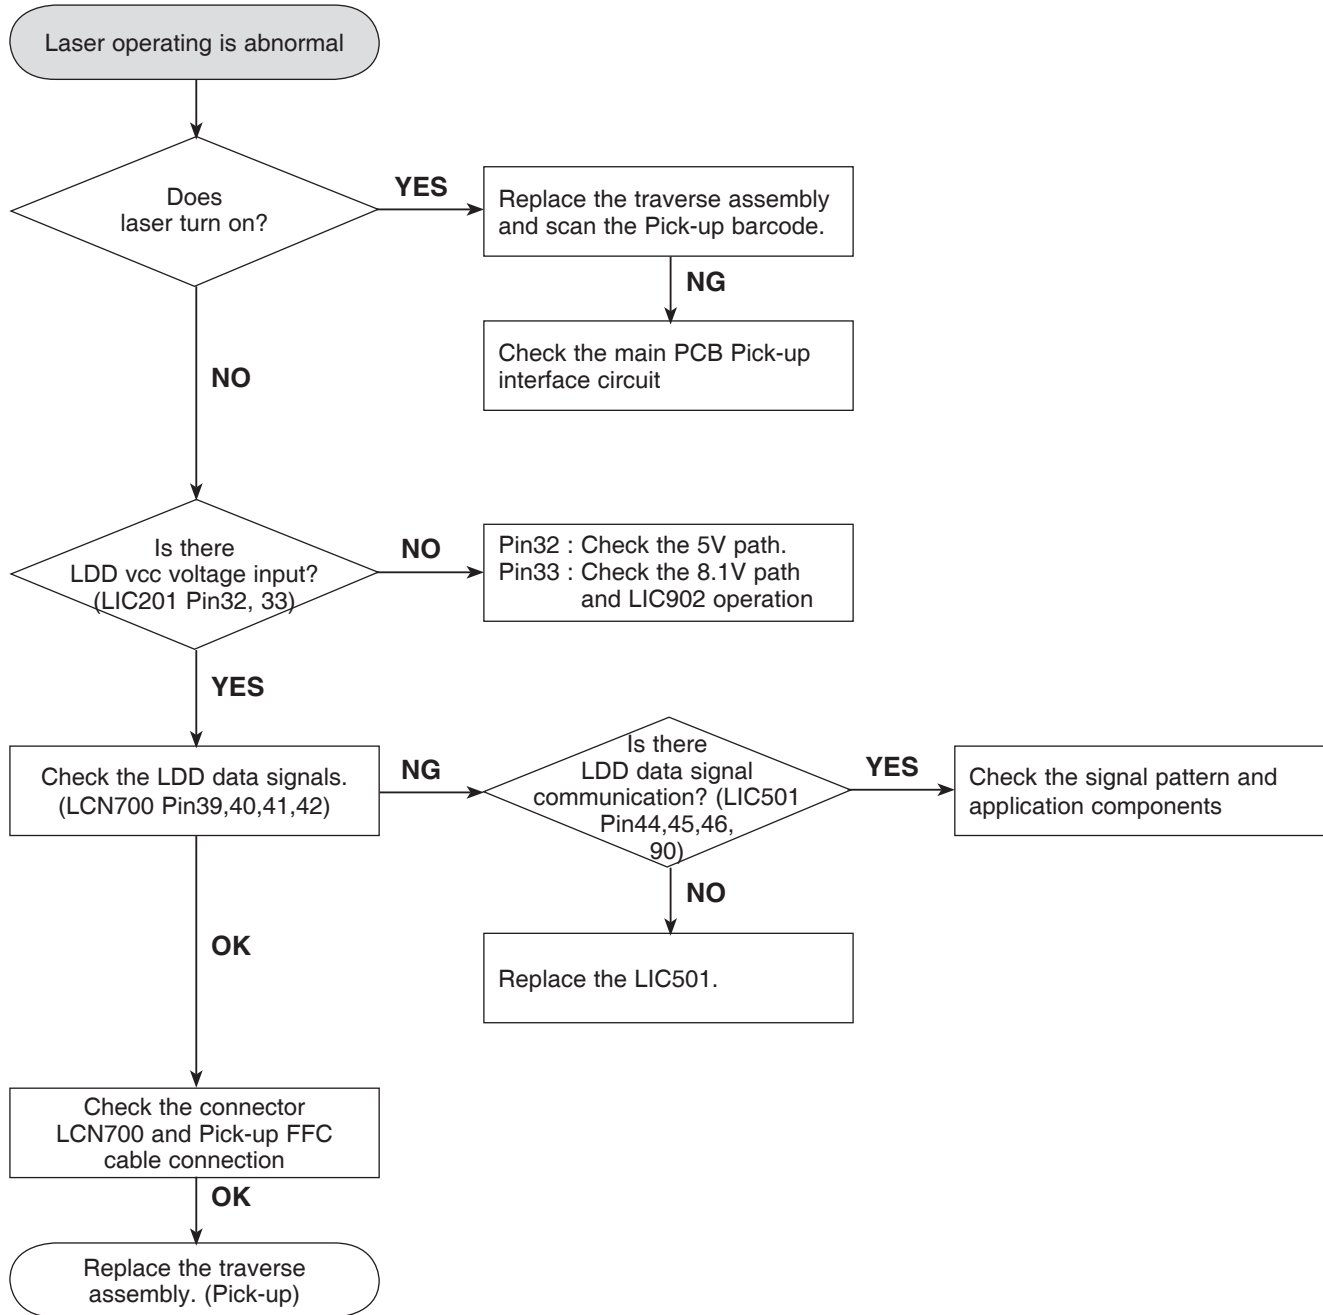 Laser operating is abnormal
Does
laser turn on?
YES
Replace the traverse assembly
and scan the Pick-up barcode.
NG
Check the main PCB Pick-up
interface circuit
NO
Is there
LDD vcc voltage input?
(LIC201 Pin32, 33)
NO
Pin32 : Check the 5V path.
Pin33 : Check the 8.1V path
and LIC902 operation
YES
Check the LDD data signals.
(LCN700 Pin39,40,41,42)
NG
Is there
LDD data signal
communication? (LIC501
Pin44,45,46,
90)
YES
Check the signal pattern and
application components
NO
Replace the LIC501.
OK
Check the connector
LCN700 and Pick-up FFC
cable connection
OK
Replace the traverse
assembly. (Pick-up)